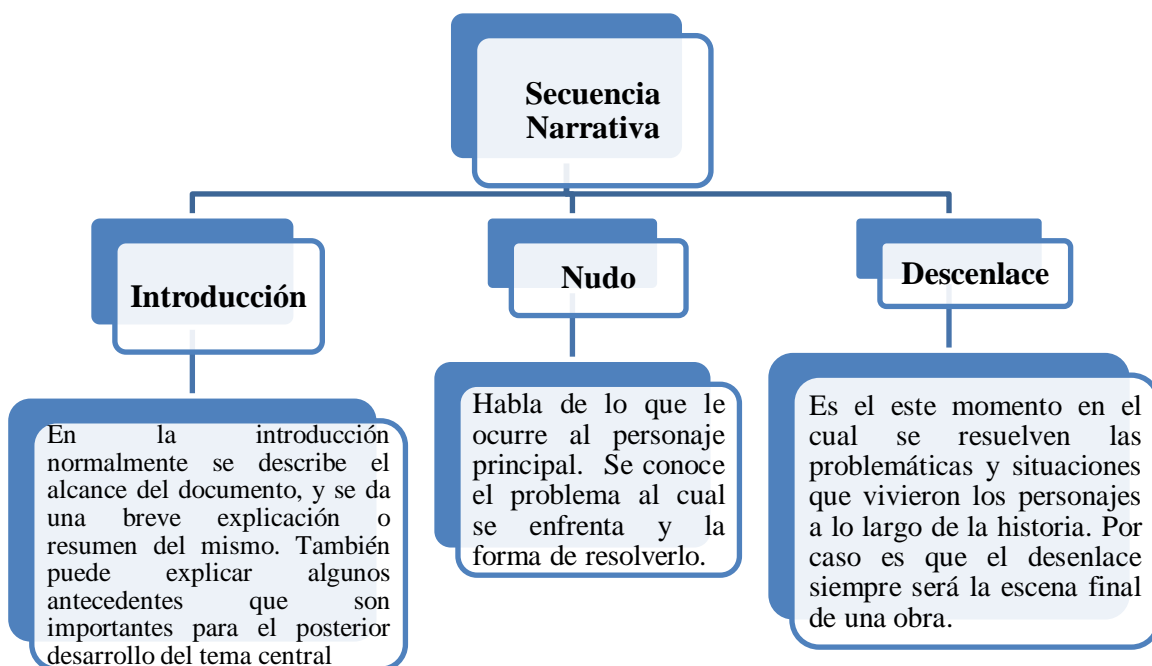 Secuencia
Narrativa
Introducción
Nudo
Descenlace
En la introducción
normalmente se describe el
alcance del documento, y se da
una breve explicación o
resumen del mismo. También
puede explicar algunos
antecedentes que son
importantes para el posterior
desarrollo del tema central
Habla de lo que le
ocurre al personaje
principal. Se conoce
el problema al cual
se enfrenta y la
forma de resolverlo.
Es el este momento en el
cual se resuelven las
problemáticas y situaciones
que vivieron los personajes
a lo largo de la historia. Por
caso es que el desenlace
siempre será la escena final
de una obra.